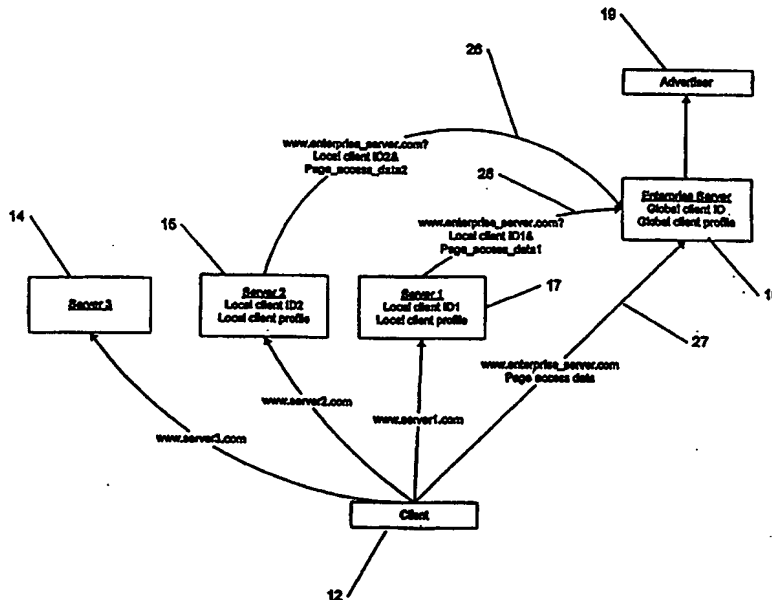 19
26
Advertiser
www.enterprise_server.com?
Local client ID2&
Page_access_data2
28
14
15
www.enterprise_server.com?
Local client ID1&
Page_access_data1
Enterprise Server
Global client ID
Global client profile
Server 3
Server 2
Local client ID2
Local client profile
Server 1
Local client ID1
Local client profile
17
27
www.enterprise_server.com
Page access data
www.server3.com
www.server2.com
www.server1.com
Client
12